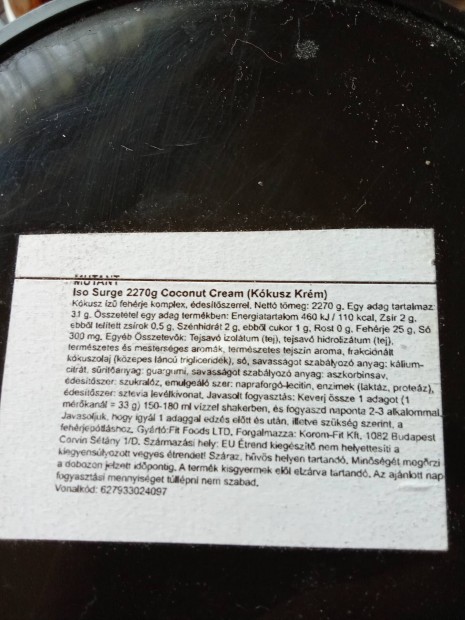 MUTANT
Iso Surge 2270g Coconut Cream (Kókusz Krém)
Kókusz ízű fehérje komplex, édesítőszerrel. Nettó tömeg: 2270 g. Egy adag tartalmaz:
31 g. Összetétel egy adag termékben: Energiatartalom 460 kJ / 110 kcal, Zsír 2 g,
ebből telített zsírok 0,5 g, Szénhidrát 2 g, ebből cukor 1 g, Rost 0 g, Fehérje 25 g, Só
300 mg, Egyéb Összetevők: Tejsavó izolátum (tej), tejsavó hidrolizátum (tej),
természetes és mesterséges aromák, természetes tejszín aroma, frakcionált
kókuszolaj (közepes láncú trigliceridék), só, savasságot szabályozó anyag: kálium-
citrát, sűrítőanyag: guargumi, savasságot szabályozó anyag: aszkorbinsav,
édesítőszer: szukralóz, emulgeáló szer: napraforgó-lecitin, enzimek (laktáz, proteáz),
édesítőszer: sztevia levélkivonat, Javasolt fogyasztás: Keverj össze 1 adagot (1
mérőkanál = 33 g) 150-180 ml vízzel shakerben, és fogyaszd naponta 2-3 alkalommal.
Javasoljuk, hogy igyál 1 adaggal edzés előtt és után, illetve szükség szerint, a
fehérjepótláshoz. Gyártó:Fit Foods LTD, Forgalmazza: Korom-Fit Kft, 1082 Budapest
Corvin Sétány 1/D. Származási hely: EU Étrend kiegészítő nem helyettesíti a
kiegyensúlyozott vegyes étrendet! Száraz, hűvös helyen tartandó. Minőségét megőrzi
a dobozon jelzett időpontig. A termék kisgyermek elől elzárva tartandó. Az ajánlott nap
fogyasztási mennyiséget túllépni nem szabad.
Vonalkód: 627933024097